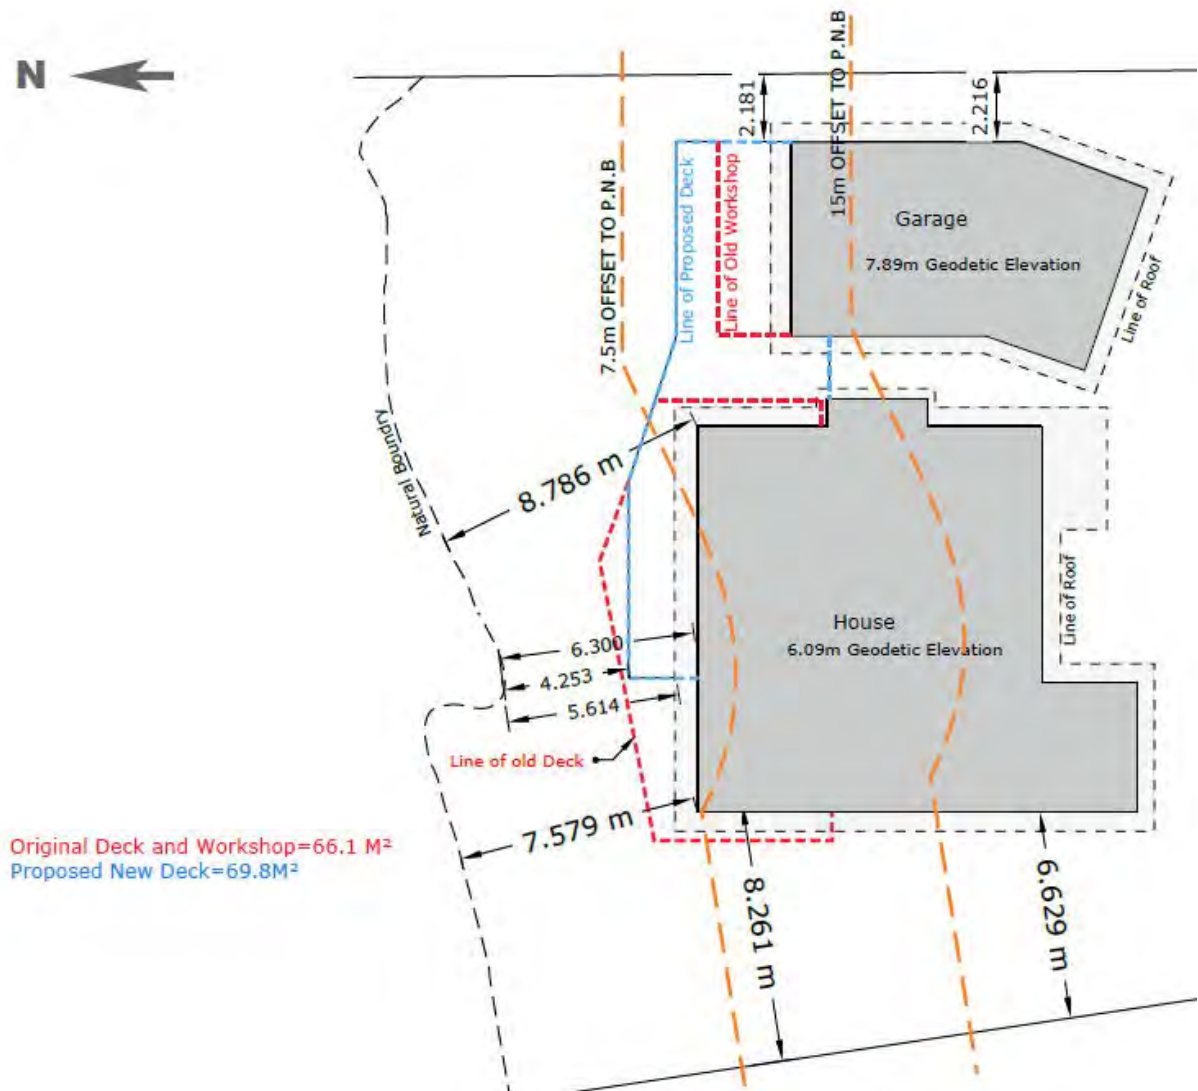 N
2.181
15m OFFSET TO P.N.B
2.216
7.5m OFFSET TO P.N.B
Line of Proposed Deck
Line of Old Workshop
Garage
7.89m Geodetic Elevation
Line of Roof
Natural Boundry
8.786 m
House
6.09m Geodetic Elevation
Line of Roof
6.300
4.253
5.614
Line of old Deck
7.579 m
Original Deck and Workshop=66.1 M²
Proposed New Deck=69.8M²
8.261 m
6.629 m